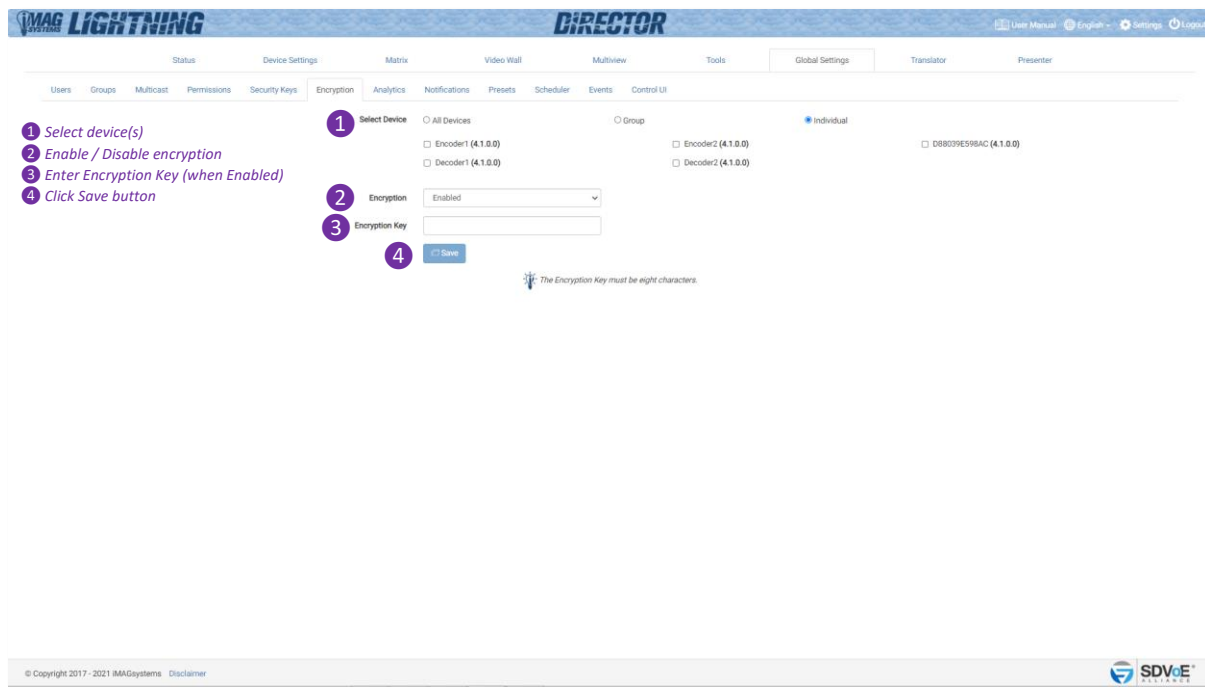 IMAG SYSTEMS LIGHTNING DIRECTOR User Manual English Settings Logout
Status Device Settings Matrix Video Wall Multiview Tools Global Settings Translator Presenter
Users Groups Multicast Permissions Security Keys Encryption Analytics Notifications Presets Scheduler Events Control UI
1 Select device(s)
2 Enable / Disable encryption
3 Enter Encryption Key (when Enabled)
4 Click Save button
1 Select Device All Devices Group Individual
Encoder1 (4.1.0.0) Encoder2 (4.1.0.0) D88039E598AC (4.1.0.0)
Decoder1 (4.1.0.0) Decoder2 (4.1.0.0)
2 Encryption Enabled
3 Encryption Key
4 Save
The Encryption Key must be eight characters.
© Copyright 2017 - 2021 IMAGsystems Disclaimer SDVoE
ALLIANCE